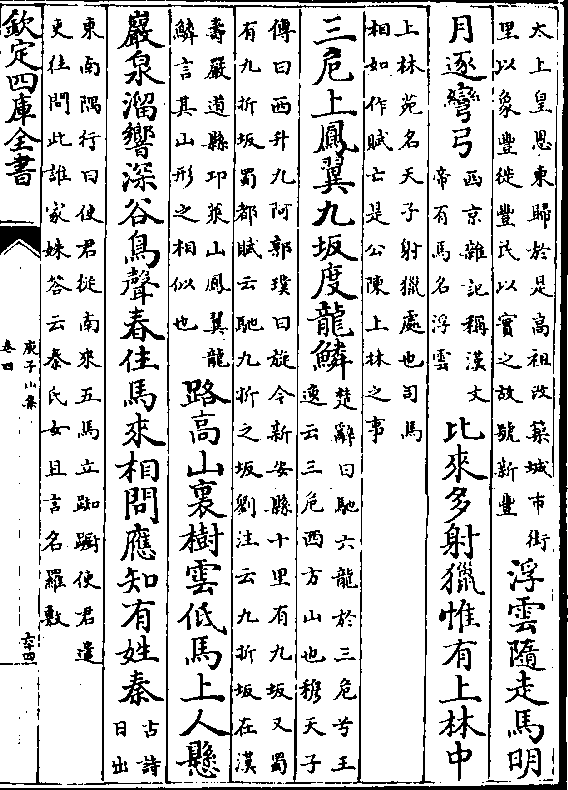 太上皇思東歸於是高祖改築城市街
里以象豐徙豐民以實之故號新豐
浮雲隨走馬明
月逐彎弓
西京雜記稱漢文
帝有馬名浮雲
比來多射獵惟有上林中
上林苑名天子射獵處也司馬
相如作賦亡是公陳上林之事
三危上鳳翼九坂度龍鱗
楚辭曰馳六龍於三危兮王
逸云三危西方山也穆天子
傳曰西升九阿郭璞曰旋今新安縣十里有九坂又蜀
有九折坂蜀都賦云馳九折之坂劉注云九折坂在漢
壽嚴道縣邛萊山鳳翼龍
鱗言其山形之相似也
路高山裏樹雲低馬上人懸
巖泉溜響深谷鳥聲春住馬來相問應知有姓秦
古詩
日出
東南隅行曰使君從南來五馬立踟躕使君遣
吏往問此誰家姝答云秦氏女且言名羅敷
欽定四庫全書
庾子山集
卷四
六十四